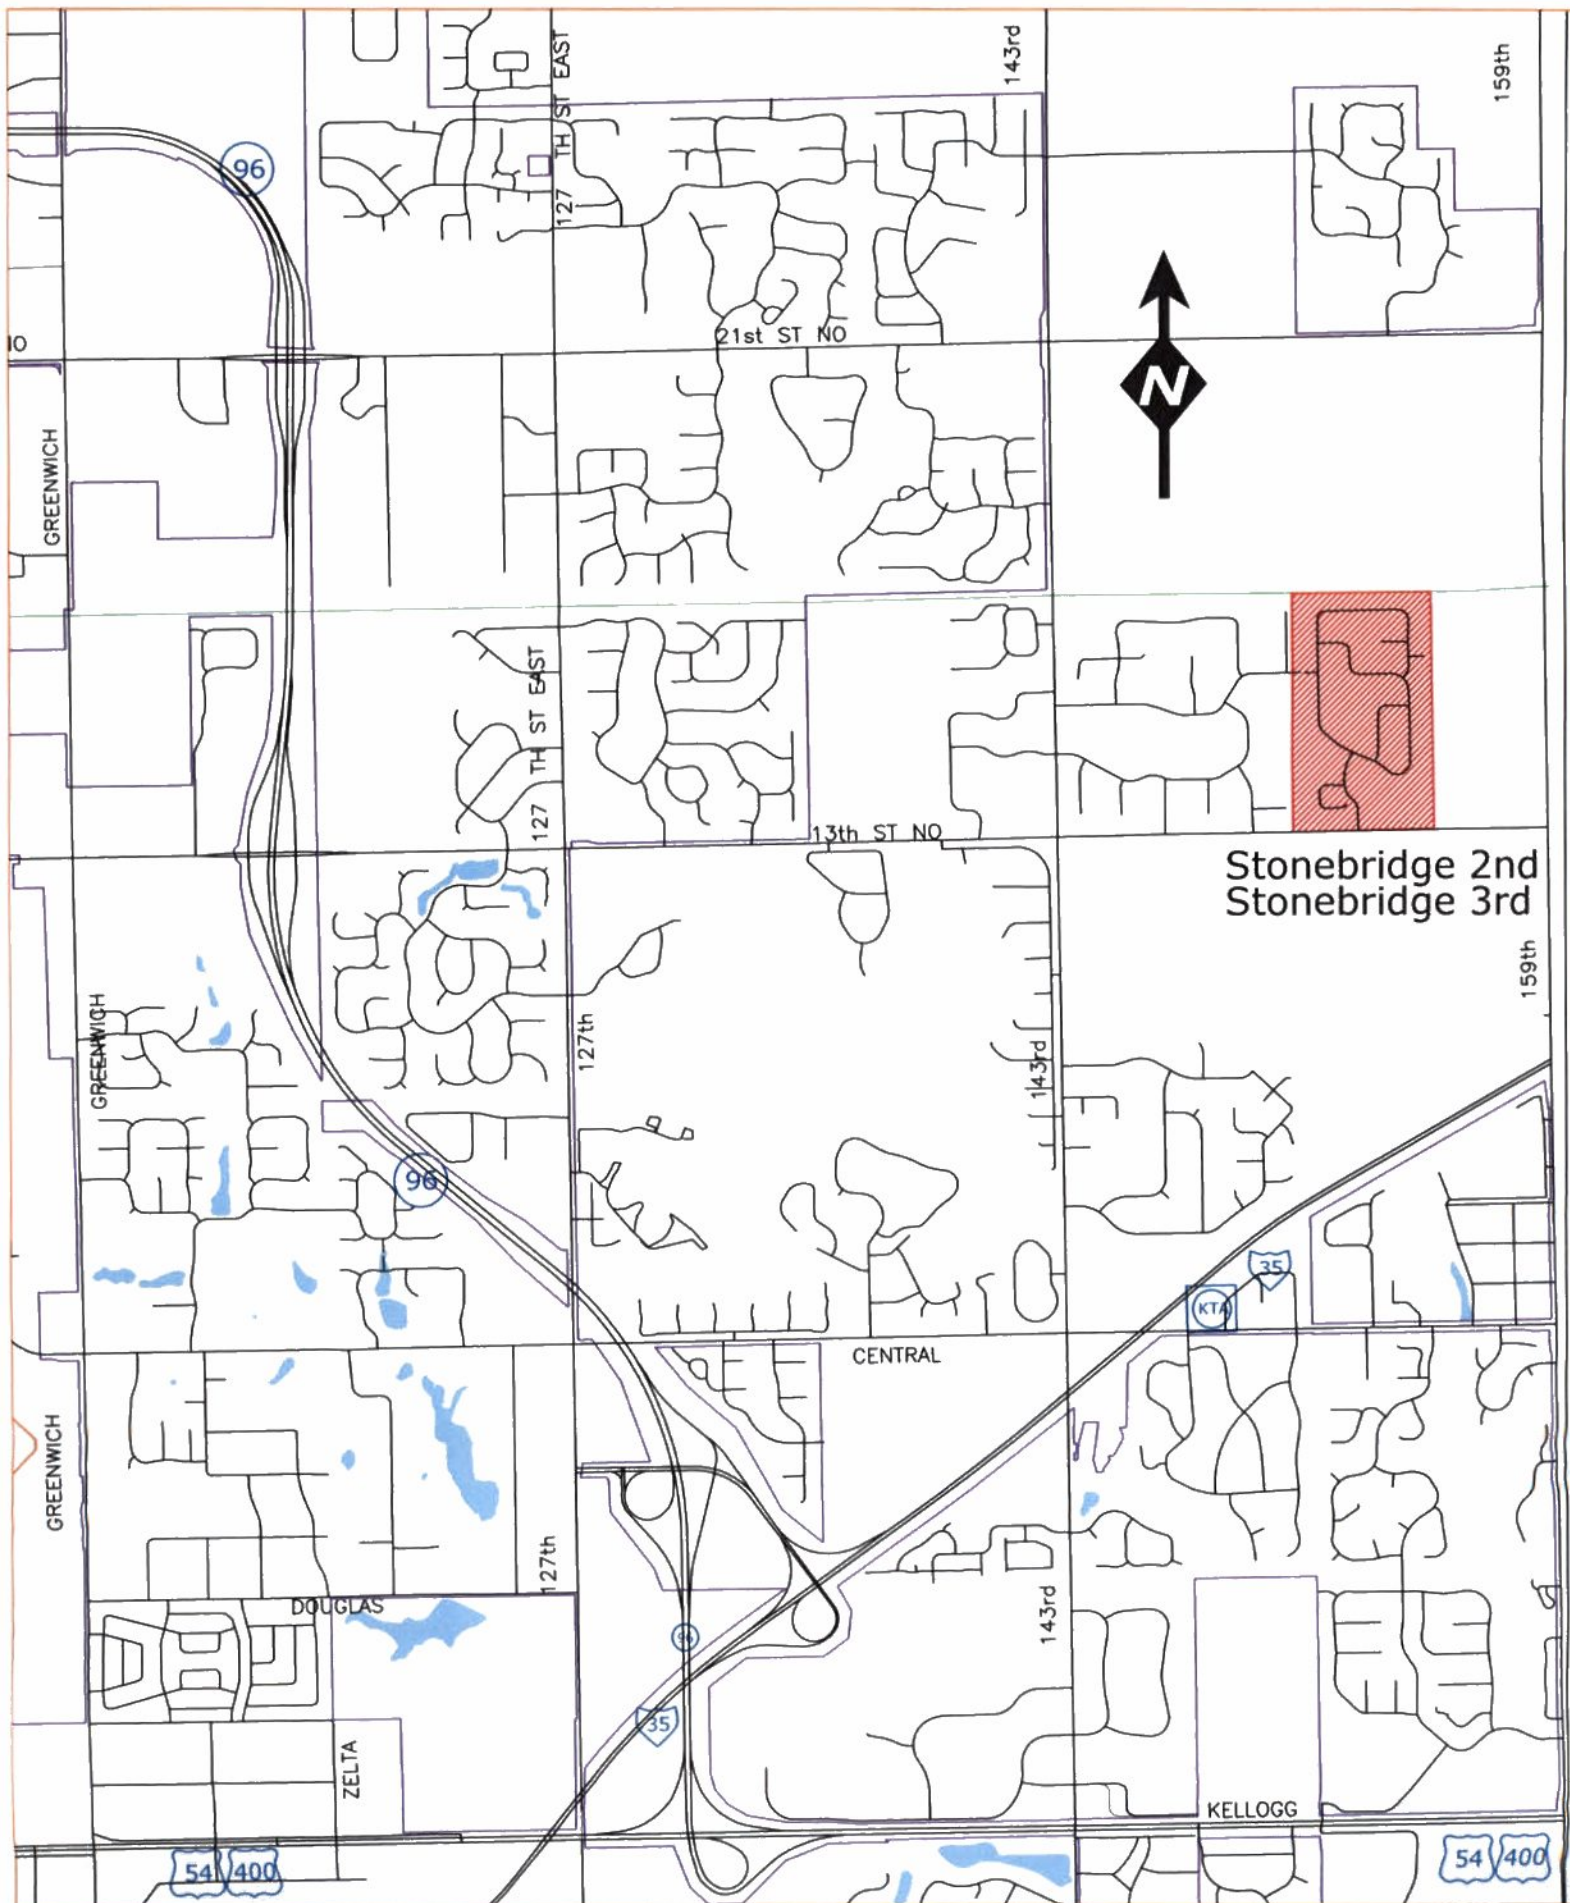 143rd
159th
127 TH ST EAST
96
21st ST NO
N
GREENWICH
127 TH ST EAST
13th ST NO
Stonebridge 2nd
Stonebridge 3rd
159th
GREENWICH
127th
143rd
96
35
KTA
CENTRAL
GREENWICH
127th
143rd
DOUGLAS
96
35
ZELTA
KELLOGG
54 400
54 400